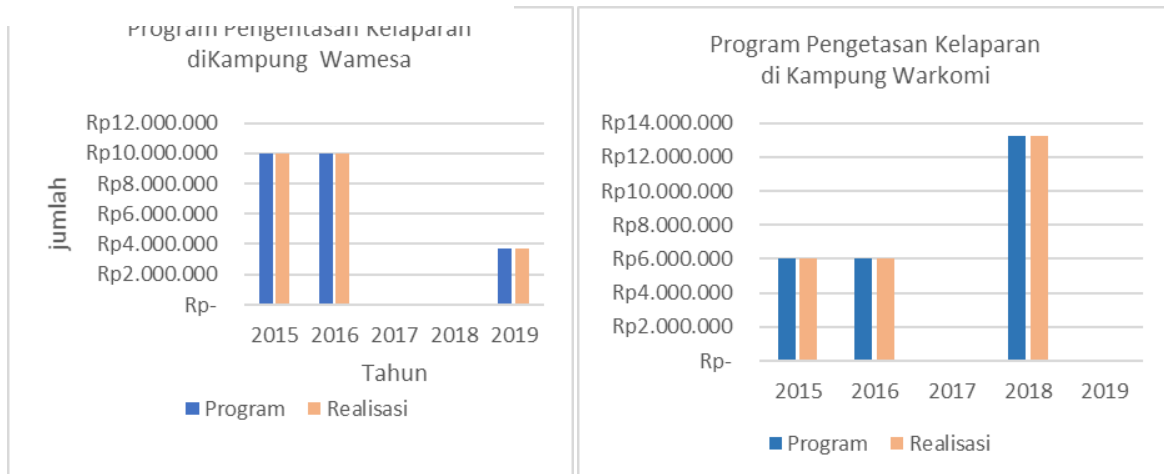 Program Pengentasan Kelaparan
diKampung Wamesa
Rp12.000.000
Rp10.000.000
Rp8.000.000
Rp6.000.000
Rp4.000.000
Rp2.000.000
Rp-
jumlah
2015 2016 2017 2018 2019
Tahun
Program Realisasi
Program Pengetasan Kelaparan
di Kampung Warkomi
Rp14.000.000
Rp12.000.000
Rp10.000.000
Rp8.000.000
Rp6.000.000
Rp4.000.000
Rp2.000.000
Rp-
2015 2016 2017 2018 2019
Program Realisasi